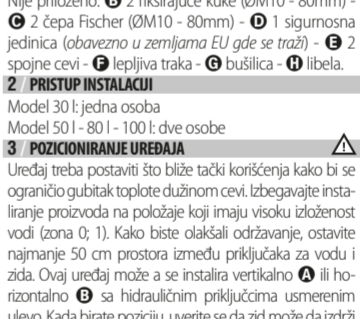 Nije priloženo: B 2 fiksirajuće kuke (ØM10 - 80mm) -
C 2 čepa Fischer (ØM10 - 80mm) - D 1 sigurnosna
jedinica (obavezno u zemljama EU gde se traži) - E 2
spojne cevi - F lepljiva traka - G bušilica - H libela.
2 / PRISTUP INSTALACIJI
Model 30 l: jedna osoba
Model 50 l - 80 l - 100 l: dve osobe
3 / POZICIONIRANJE UREĐAJA
Uređaj treba postaviti što bliže tački korišćenja kako bi se
ograničio gubitak toplote dužinom cevi. Izbegavajte insta-
liranje proizvoda na položaje koji imaju visoku izloženost
vodi (zona 0; 1). Kako biste olakšali održavanje, ostavite
najmanje 50 cm prostora između priključaka za vodu i
zida. Ovaj uređaj može a se instalira vertikalno A ili ho-
rizontalno B sa hidrauličnim priključcima usmerenim
ulevo. Kada birate poziciju, uverite se da zid može da izdrži